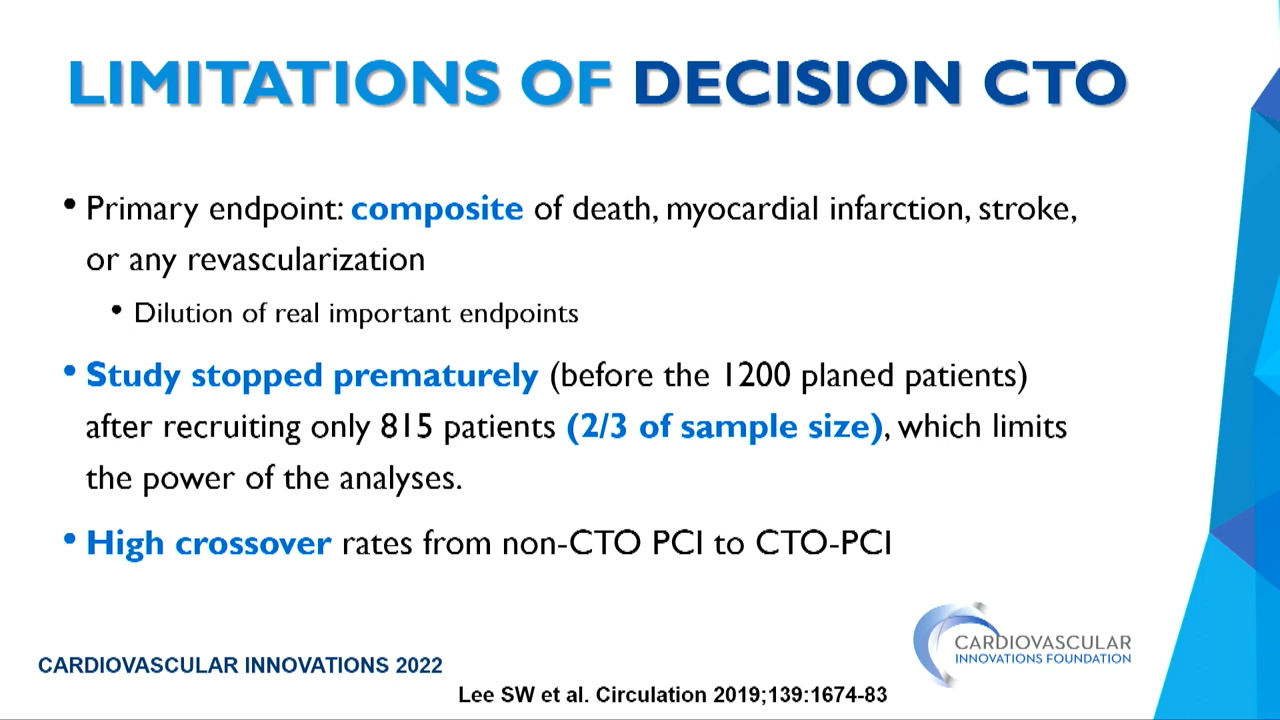 LIMITATIONS OF DECISION CTO
• Primary endpoint: composite of death, myocardial infarction, stroke,
or any revascularization
• Dilution of real important endpoints
• Study stopped prematurely (before the 1200 planed patients)
after recruiting only 815 patients (2/3 of sample size), which limits
the power of the analyses.
• High crossover rates from non-CTO PCI to CTO-PCI
CARDIOVASCULAR
INNOVATIONS FOUNDATION
CARDIOVASCULAR INNOVATIONS 2022
Lee SW et al. Circulation 2019;139:1674-83